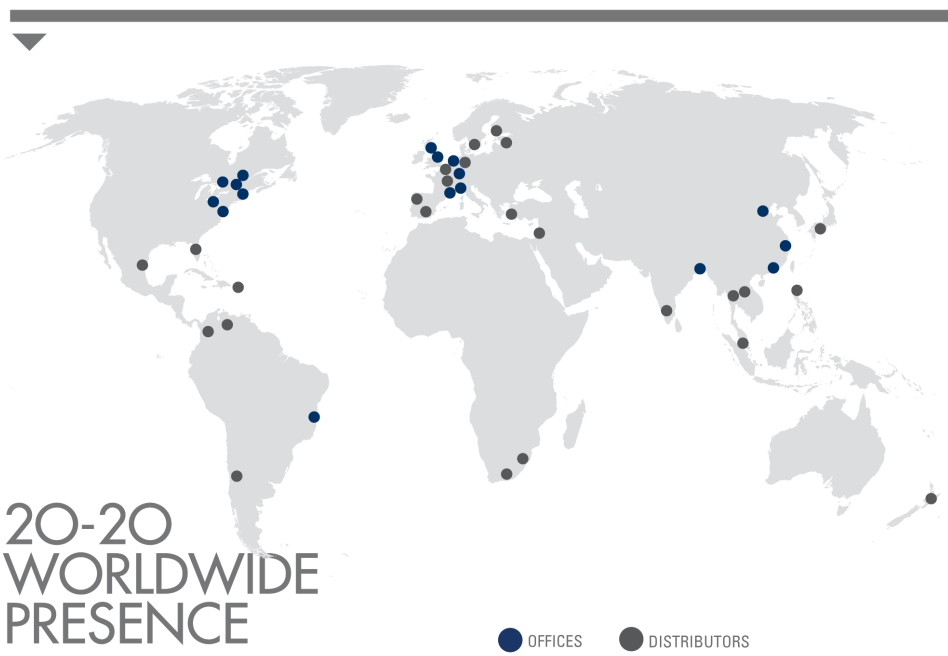 20-20
WORLDWIDE
PRESENCE
OFFICES
DISTRIBUTORS